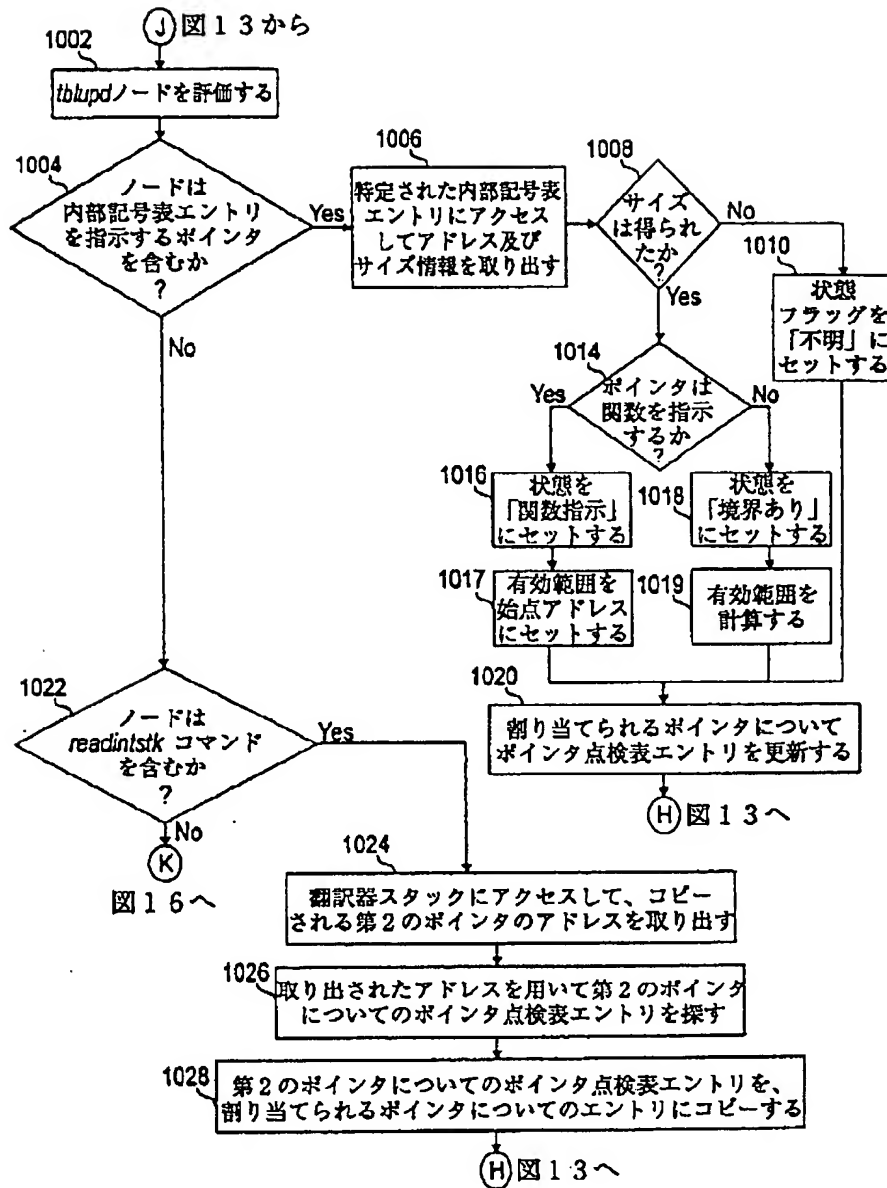 J 図13から
1002
tblupdノードを評価する
1004
ノードは
内部記号表エントリ
を指示するポインタ
を含むか
?
Yes
No
1006
特定された内部記号表
エントリにアクセス
してアドレス及び
サイズ情報を取り出す
1008
サイズ
は得られ
たか
?
No
Yes
1010
状態
フラッグを
「不明」に
セットする
1014
ポインタは
関数を指示
するか
?
Yes
No
1016
状態を
「関数指示」
にセットする
1018
状態を
「境界あり」
にセットする
1017
有効範囲を
始点アドレス
にセットする
1019
有効範囲を
計算する
1020
割り当てられるポインタについて
ポインタ点検表エントリを更新する
H 図13へ
1022
ノードは
readintstk コマンド
を含むか
?
Yes
No
K
図16へ
1024
翻訳器スタックにアクセスして、コピー
される第2のポインタのアドレスを取り出す
1026
取り出されたアドレスを用いて第2のポインタ
についてのポインタ点検表エントリを探す
1028
第2のポインタについてのポインタ点検表エントリを、
割り当てられるポインタについてのエントリにコピーする
H 図13へ